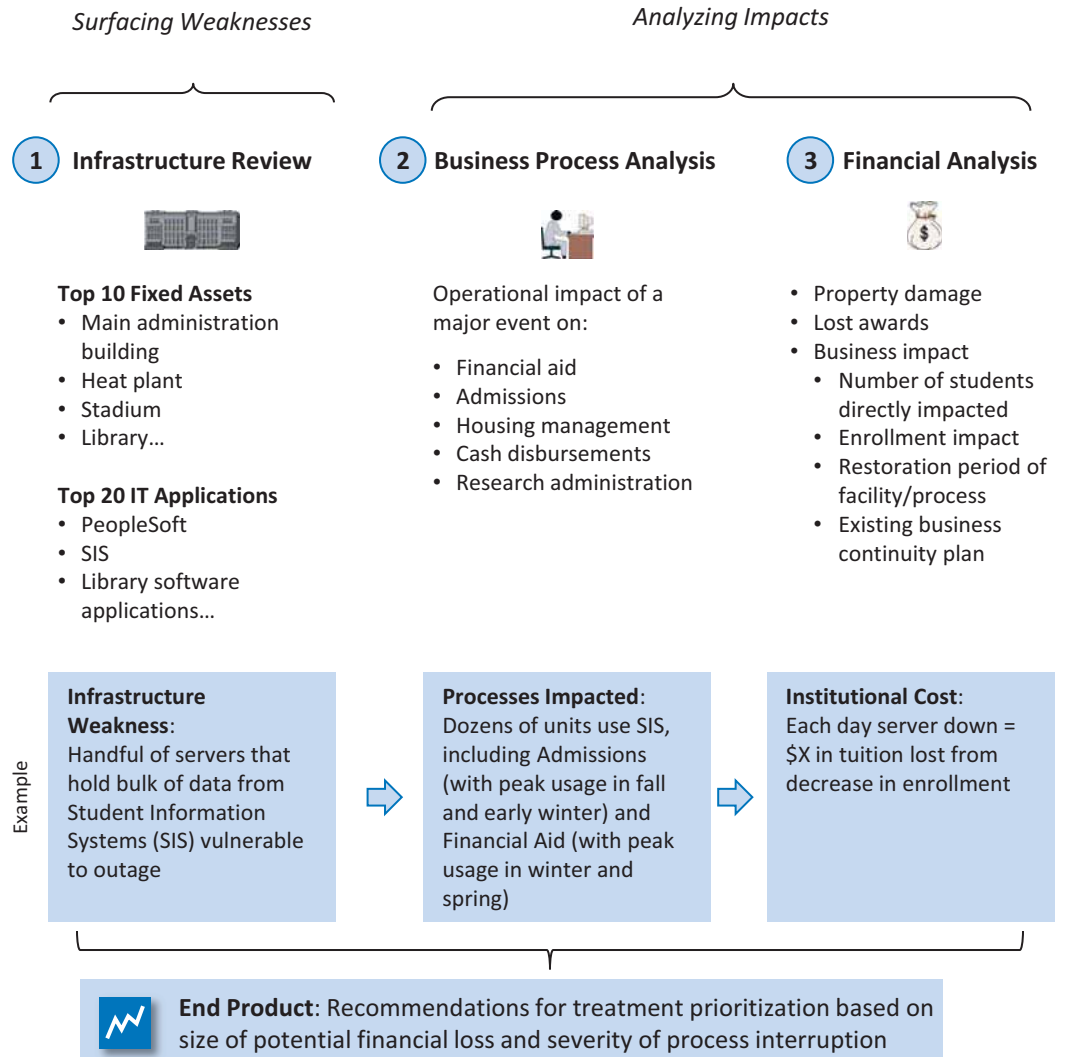 Surfacing Weaknesses
Analyzing Impacts
1 Infrastructure Review
2 Business Process Analysis
3 Financial Analysis
$
Top 10 Fixed Assets
• Main administration
building
• Heat plant
• Stadium
• Library…
Top 20 IT Applications
• PeopleSoft
• SIS
• Library software
applications…
Operational impact of a
major event on:
• Financial aid
• Admissions
• Housing management
• Cash disbursements
• Research administration
• Property damage
• Lost awards
• Business impact
• Number of students
directly impacted
• Enrollment impact
• Restoration period of
facility/process
• Existing business
continuity plan
Example
Infrastructure
Weakness:
Handful of servers that
hold bulk of data from
Student Information
Systems (SIS) vulnerable
to outage
Processes Impacted:
Dozens of units use SIS,
including Admissions
(with peak usage in fall
and early winter) and
Financial Aid (with peak
usage in winter and
spring)
Institutional Cost:
Each day server down =
$X in tuition lost from
decrease in enrollment
End Product: Recommendations for treatment prioritization based on
size of potential financial loss and severity of process interruption